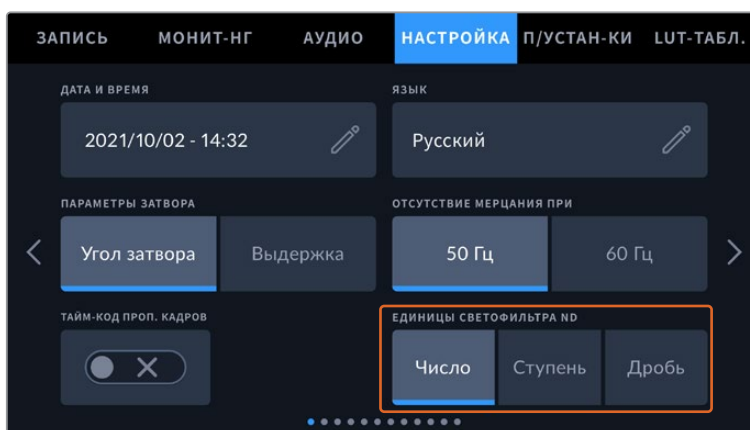 ЗАПИСЬ МОНИТ-НГ АУДИО НАСТРОЙКА П/УСТАН-КИ LUT-ТАБЛ.
ДАТА И ВРЕМЯ ЯЗЫК
2021/10/02 - 14:32 Русский
ПАРАМЕТРЫ ЗАТВОРА ОТСУТСТВИЕ МЕРЦАНИЯ ПРИ
Угол затвора Выдержка 50 Гц 60 Гц
ТАЙМ-КОД ПРОП. КАДРОВ ЕДИНИЦЫ СВЕТОФИЛЬТРА ND
Число Ступень Дробь